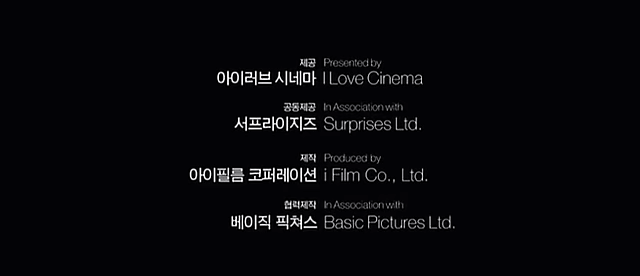 제공 Presented by
아이러브 시네마 I Love Cinema
공동제공 In Association with
서프라이지즈 Surprises Ltd.
제작 Produced by
아이필름 코퍼레이션 i Film Co., Ltd.
협력제작 In Association with
베이직 픽쳐스 Basic Pictures Ltd.